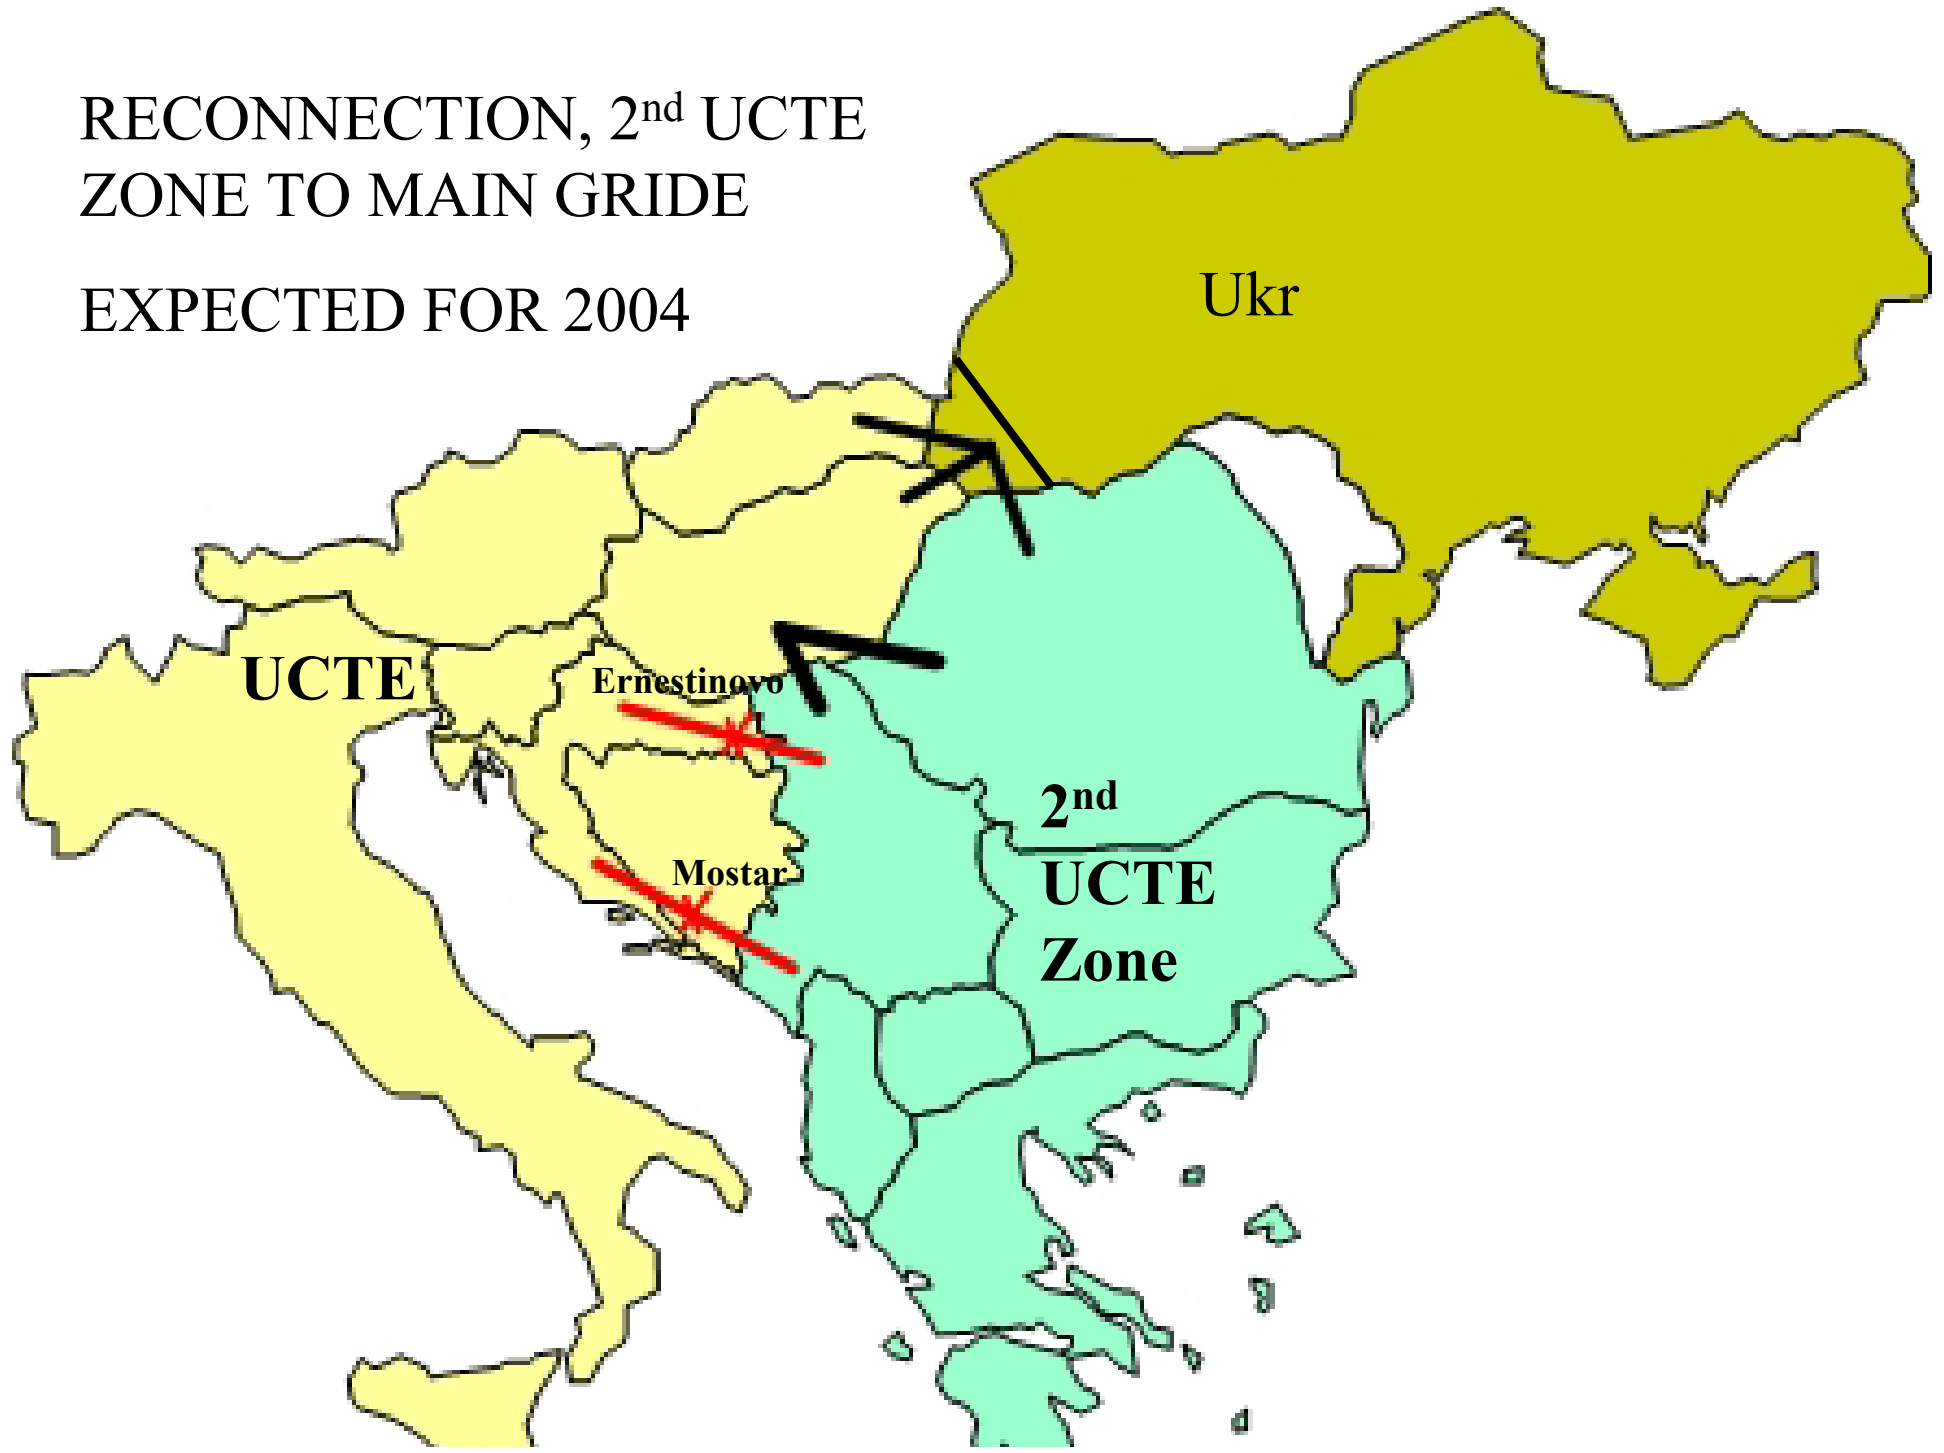 RECONNECTION, 2nd UCTE
ZONE TO MAIN GRIDE
EXPECTED FOR 2004
Ukr
UCTE
Ernestinovo
Mostar
2nd
UCTE
Zone